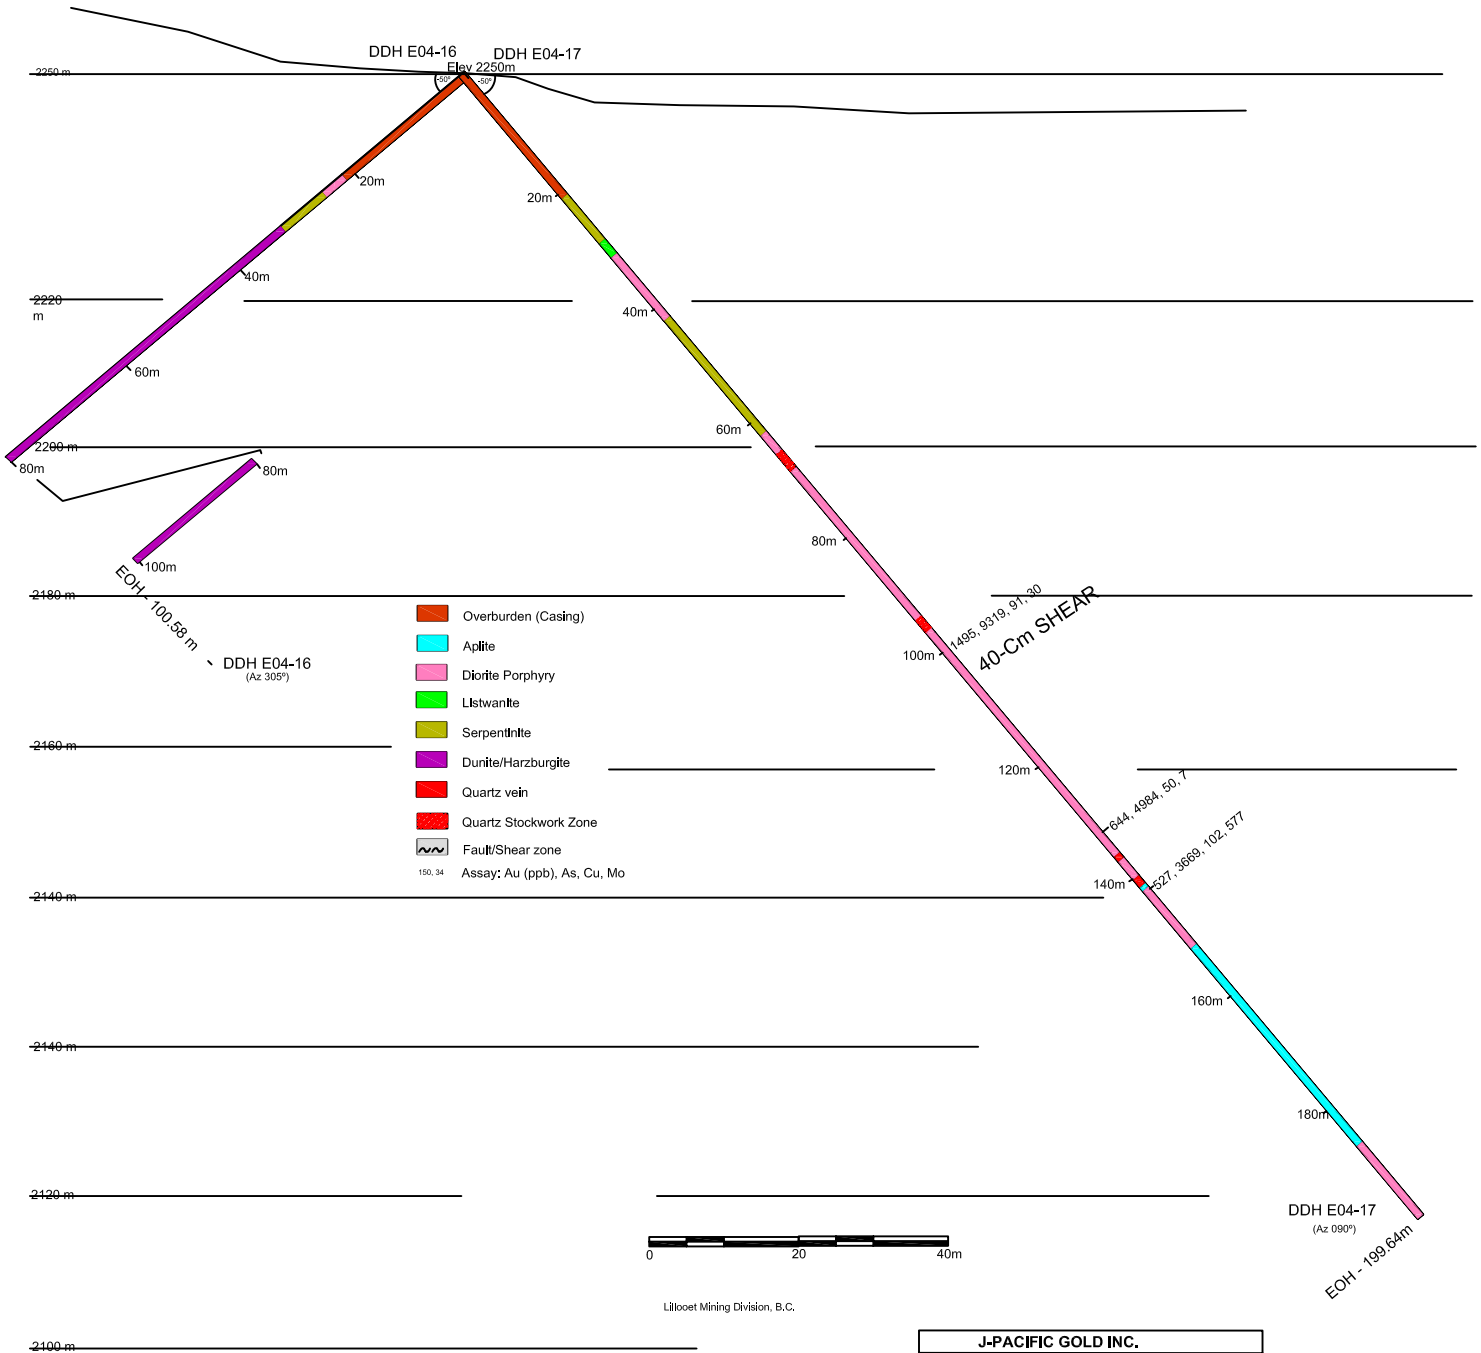 DDH E04-16
DDH E04-17
Elev 2250m
2250 m
-50º
-50º
20m
20m
40m
2220
m
40m
60m
60m
2200 m
80m
80m
80m
100m
EOH - 100.58 m
2180 m
1495, 9319, 91, 30
40-Cm SHEAR
Overburden (Casing)
Aplite
100m
DDH E04-16
(Az 305º)
Diorite Porphyry
Listwanite
Serpentinite
2160 m
Dunite/Harzburgite
120m
Quartz vein
644, 4984, 50, 7
Quartz Stockwork Zone
527, 3669, 102, 577
Fault/Shear zone
150, 34
Assay: Au (ppb), As, Cu, Mo
140m
2140 m
160m
2140 m
180m
2120 m
DDH E04-17
(Az 090º)
EOH - 199.64m
0
20
40m
Lillooet Mining Division, B.C.
2100 m
J-PACIFIC GOLD INC.